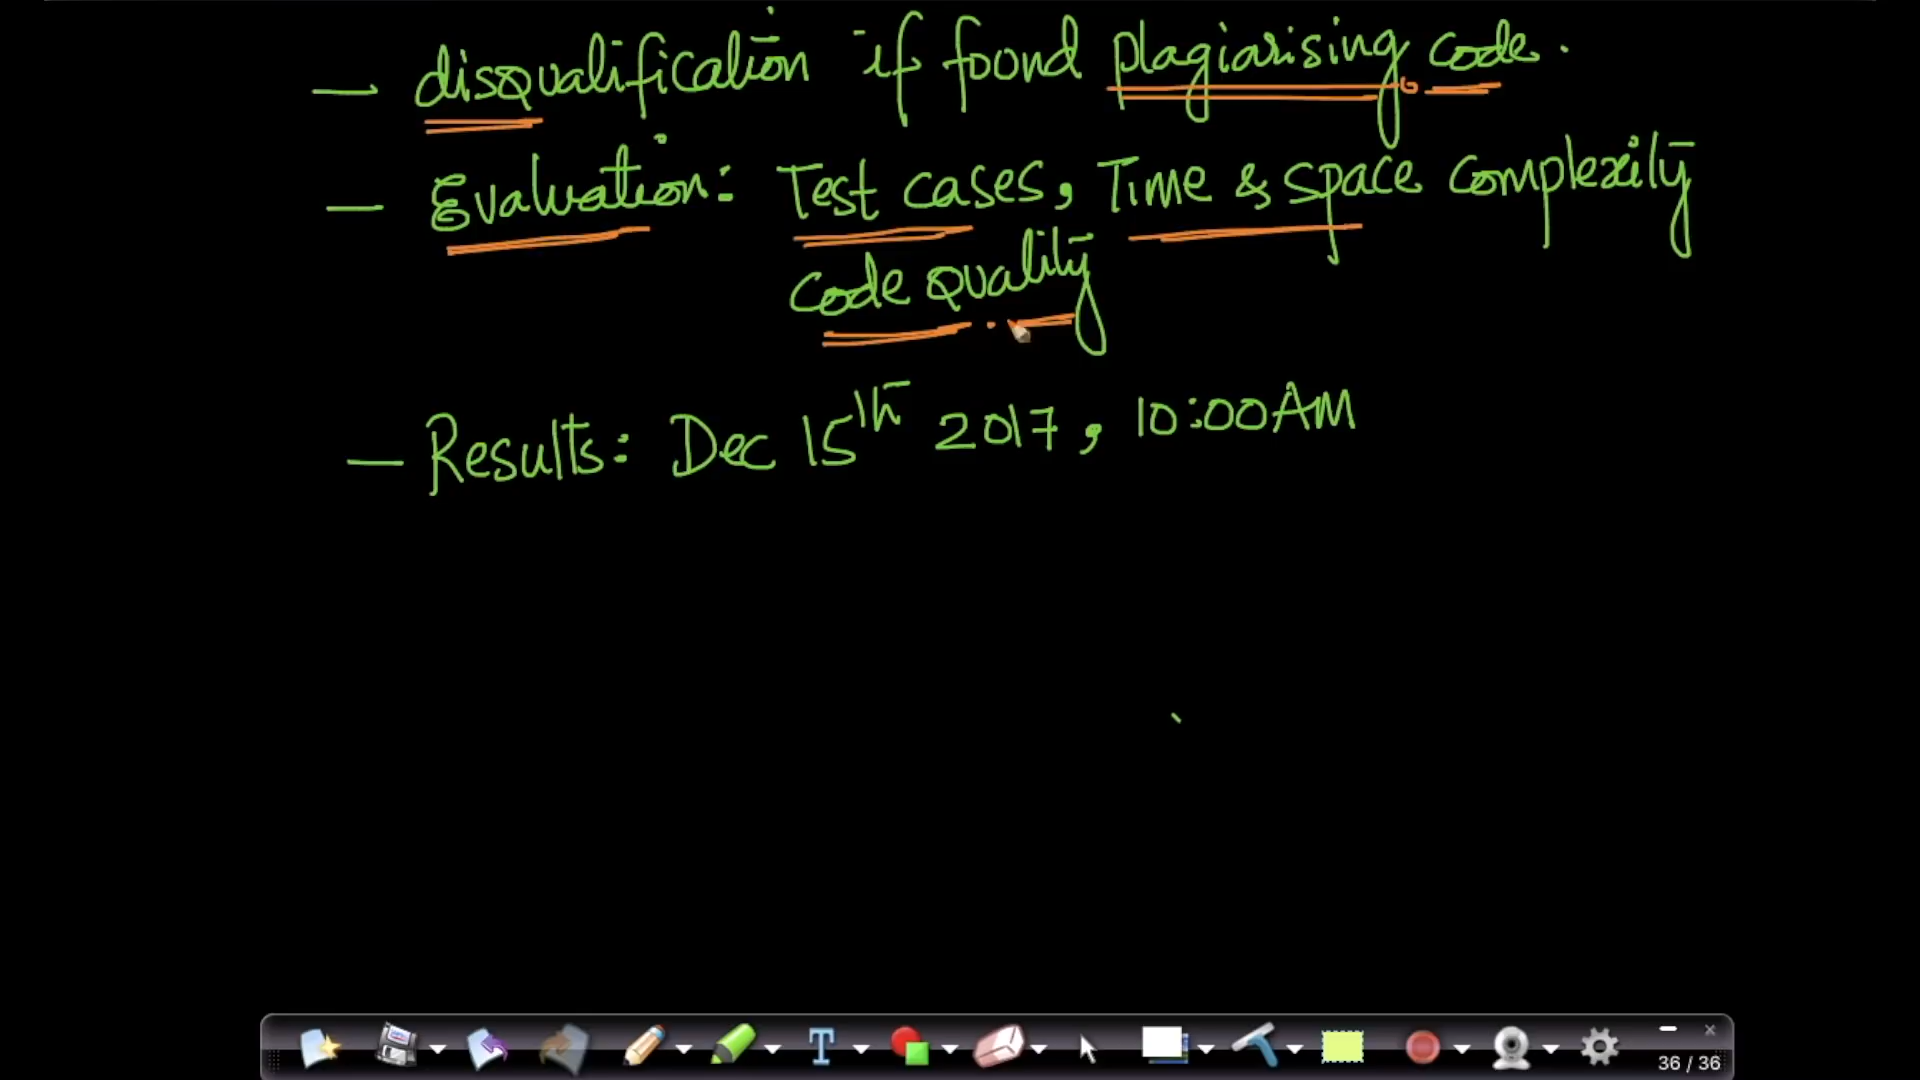 — disqualification if foond plagiarising code.
— Evaluation: Test cases, Time & space complexity
code quality
— Results: Dec 15th 2017, 10:00AM
T
36 / 36